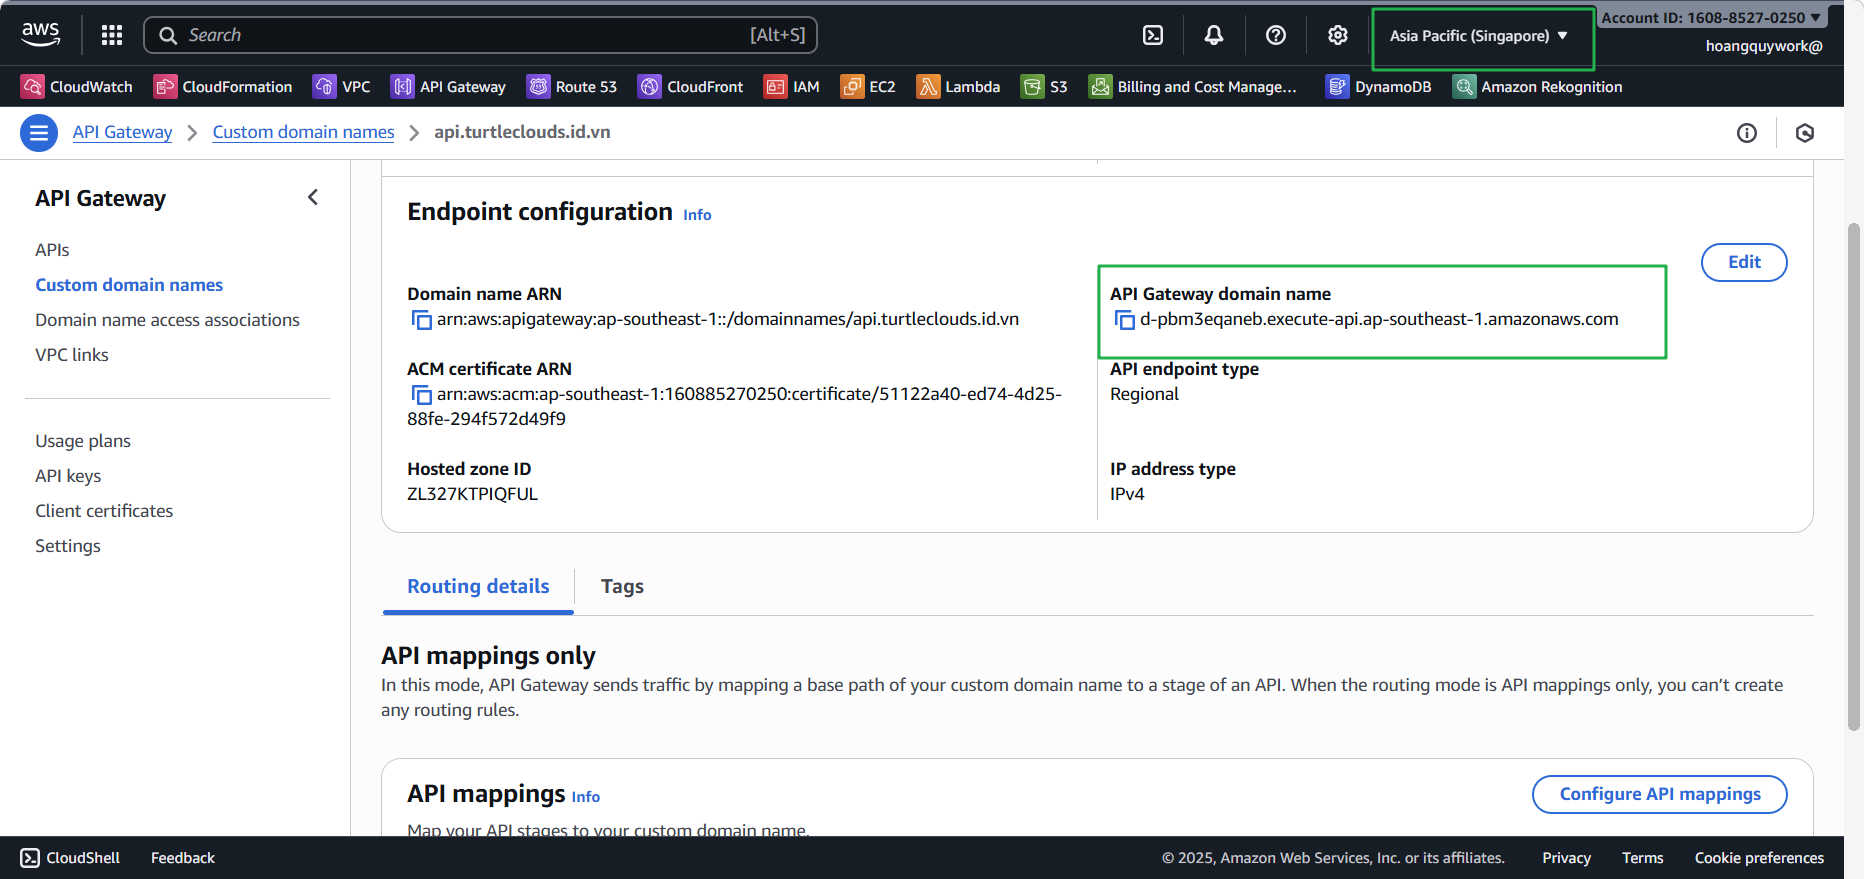 aws
Search
[Alt+S]
Asia Pacific (Singapore)
Account ID: 1608-8527-0250
hoangquywork@
CloudWatch
CloudFormation
VPC
API Gateway
Route 53
CloudFront
IAM
EC2
Lambda
S3
Billing and Cost Manage...
DynamoDB
Amazon Rekognition
API Gateway
Custom domain names
api.turtleclouds.id.vn
API Gateway
APIs
Custom domain names
Domain name access associations
VPC links
Usage plans
API keys
Client certificates
Settings
Endpoint configuration Info
Edit
Domain name ARN
arn:aws:apigateway:ap-southeast-1::/domainnames/api.turtleclouds.id.vn
ACM certificate ARN
arn:aws:acm:ap-southeast-1:160885270250:certificate/51122a40-ed74-4d25-
88fe-294f572d49f9
Hosted zone ID
ZL327KTPIQFUL
API Gateway domain name
d-pbm3eqaneb.execute-api.ap-southeast-1.amazonaws.com
API endpoint type
Regional
IP address type
IPv4
Routing details
Tags
API mappings only
In this mode, API Gateway sends traffic by mapping a base path of your custom domain name to a stage of an API. When the routing mode is API mappings only, you can't create
any routing rules.
API mappings Info
Configure API mappings
Map your API stages to your custom domain name.
CloudShell
Feedback
© 2025, Amazon Web Services, Inc. or its affiliates.
Privacy
Terms
Cookie preferences